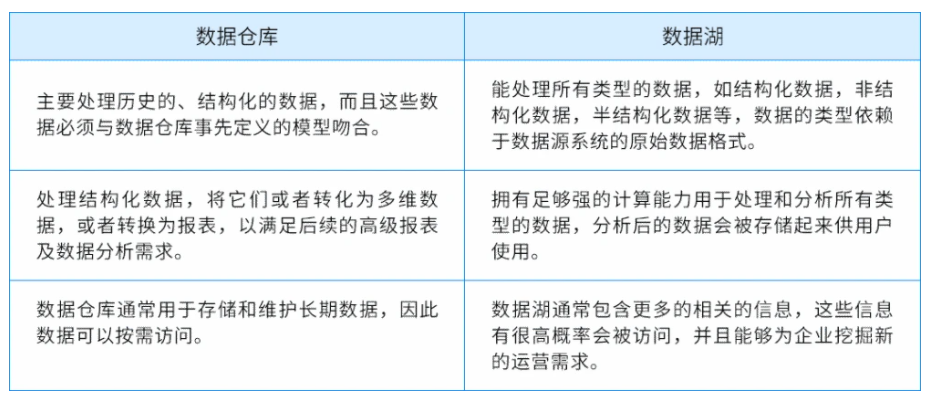 数据仓库
数据湖
主要处理历史的、结构化的数据，而且这些数
据必须与数据仓库事先定义的模型吻合。
能处理所有类型的数据，如结构化数据，非结
构化数据，半结构化数据等，数据的类型依赖
于数据源系统的原始数据格式。
处理结构化数据，将它们或者转化为多维数
据，或者转换为报表，以满足后续的高级报表
及数据分析需求。
拥有足够强的计算能力用于处理和分析所有类
型的数据，分析后的数据会被存储起来供用户
使用。
数据仓库通常用于存储和维护长期数据，因此
数据可以按需访问。
数据湖通常包含更多的相关的信息，这些信息
有很高概率会被访问，并且能够为企业挖掘新
的运营需求。